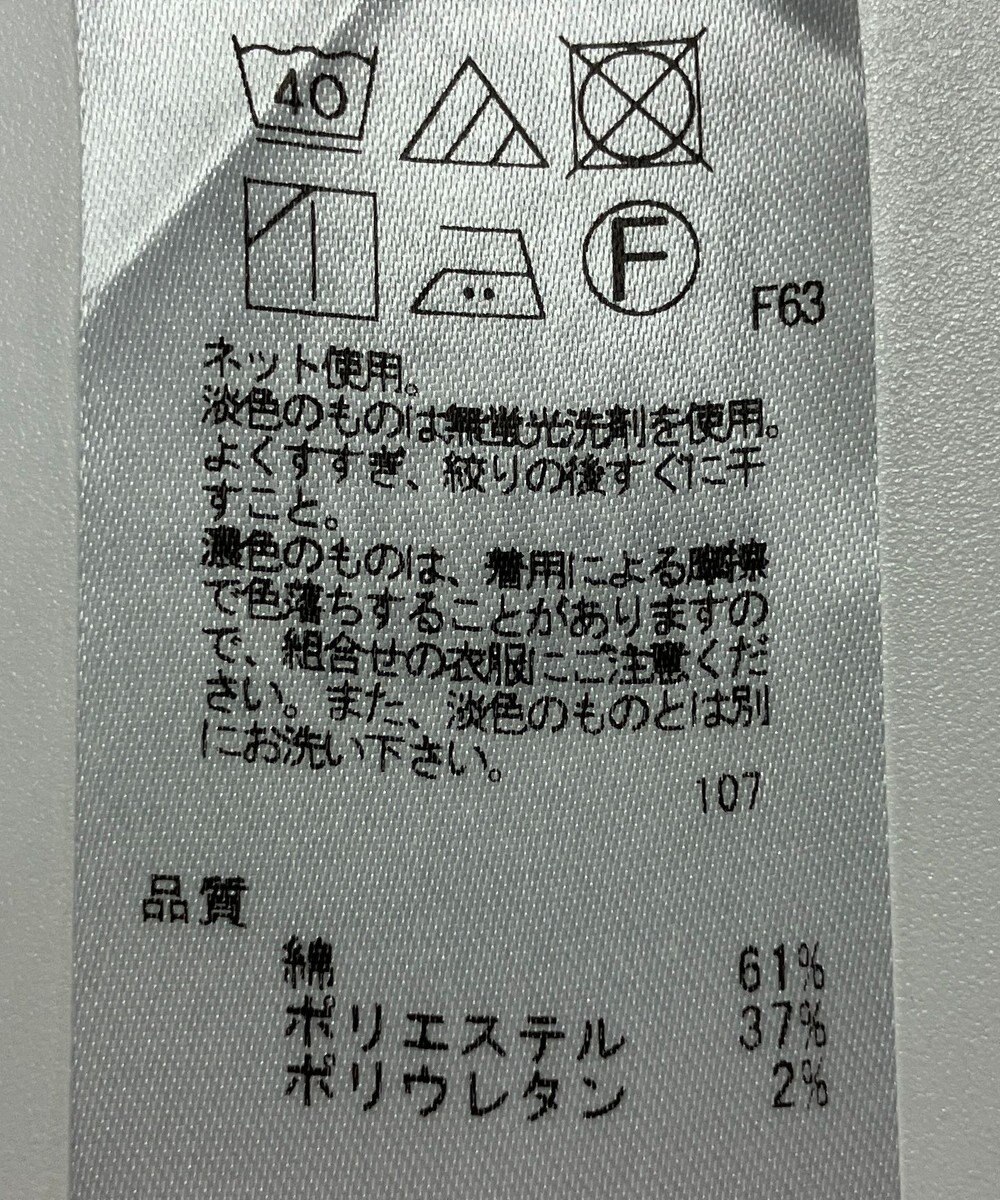 40
F
F63
ネット使用。
淡色のものは無蛍光洗剤を使用。
よくすすぎ、絞りの後すぐに干
すこと。
濃色のものは、着用による摩擦
で色落ちすることがありますの
で、組合せの衣服にご注意くだ
さい。また、淡色のものとは別
にお洗い下さい。
107
品質
綿 61%
ポリエステル 37%
ポリウレタン 2%